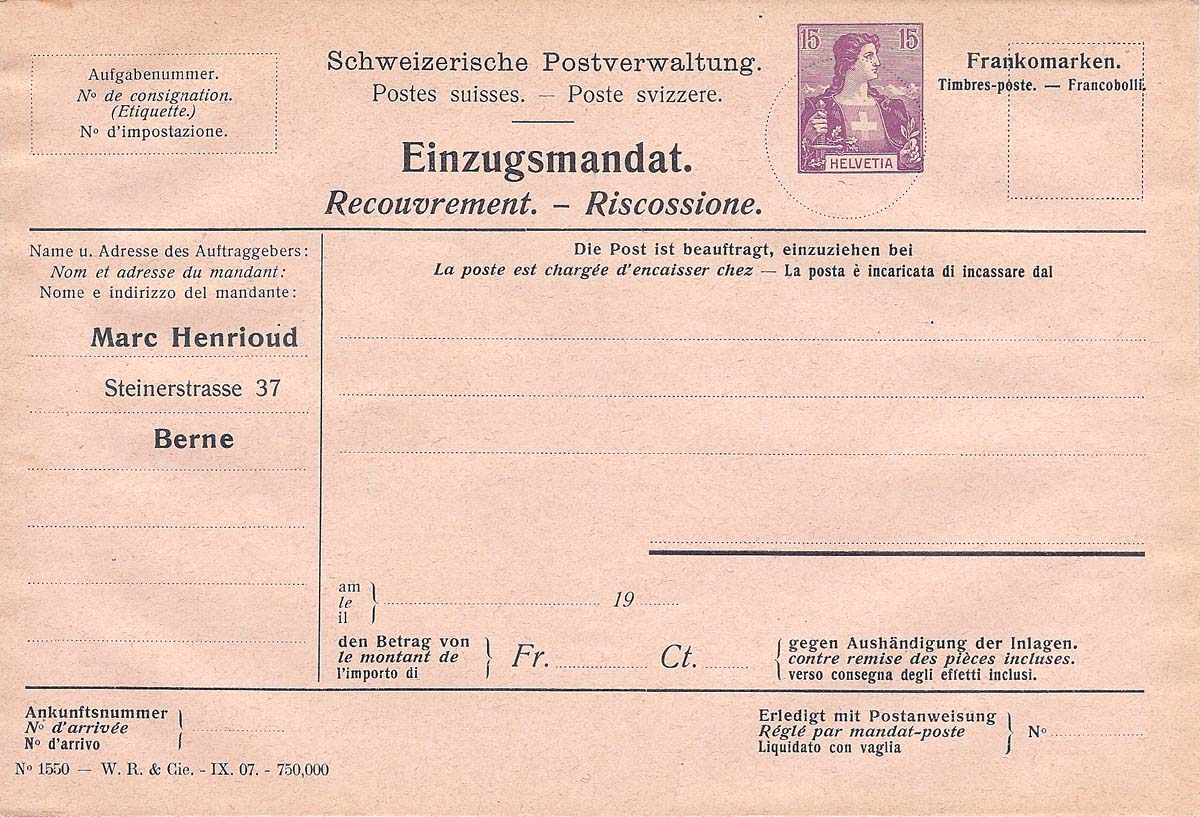 Aufgabenummer.
Nº de consignation.
(Etiquette.)
Nº d'impostazione.
Schweizerische Postverwaltung.
Postes suisses. — Poste svizzere.
Einzugsmandat.
Recouvrement. – Riscossione.
15 15
HELVETIA
Frankomarken.
Timbres-poste. — Francobolli.
Name u. Adresse des Auftraggebers:
Nom et adresse du mandant:
Nome e indirizzo del mandante:
Marc Henrioud
Steinerstrasse 37
Berne
Die Post ist beauftragt, einzuziehen bei
La poste est chargée d'encaisser chez — La posta è incaricata di incassare dal
am
le
il
19
den Betrag von
le montant de
l'importo di
Fr. Ct.
gegen Aushändigung der Inlagen.
contre remise des pièces incluses.
verso consegna degli effetti inclusi.
Ankunftsnummer
Nº d'arrivée
Nº d'arrivo
Erledigt mit Postanweisung
Réglé par mandat-poste
Liquidato con vaglia
Nº
Nº 1550 — W. R. & Cie. - IX. 07. - 750,000